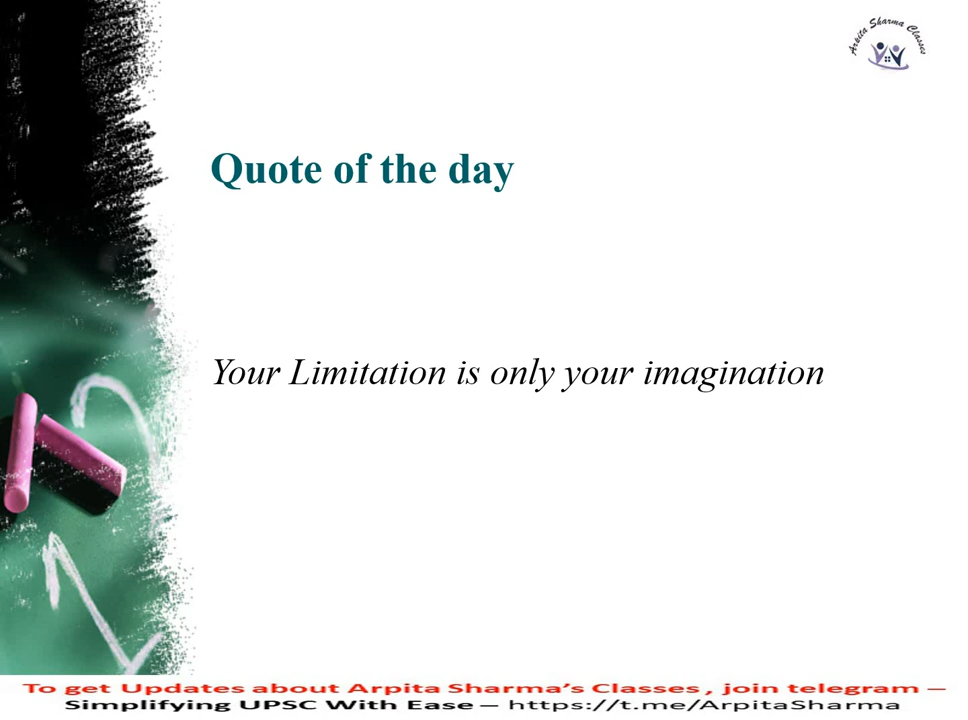 Arpita Sharma Classes
Quote of the day
Your Limitation is only your imagination
To get Updates about Arpita Sharma’s Classes , join telegram –
Simplifying UPSC With Ease – https://t.me/ArpitaSharma